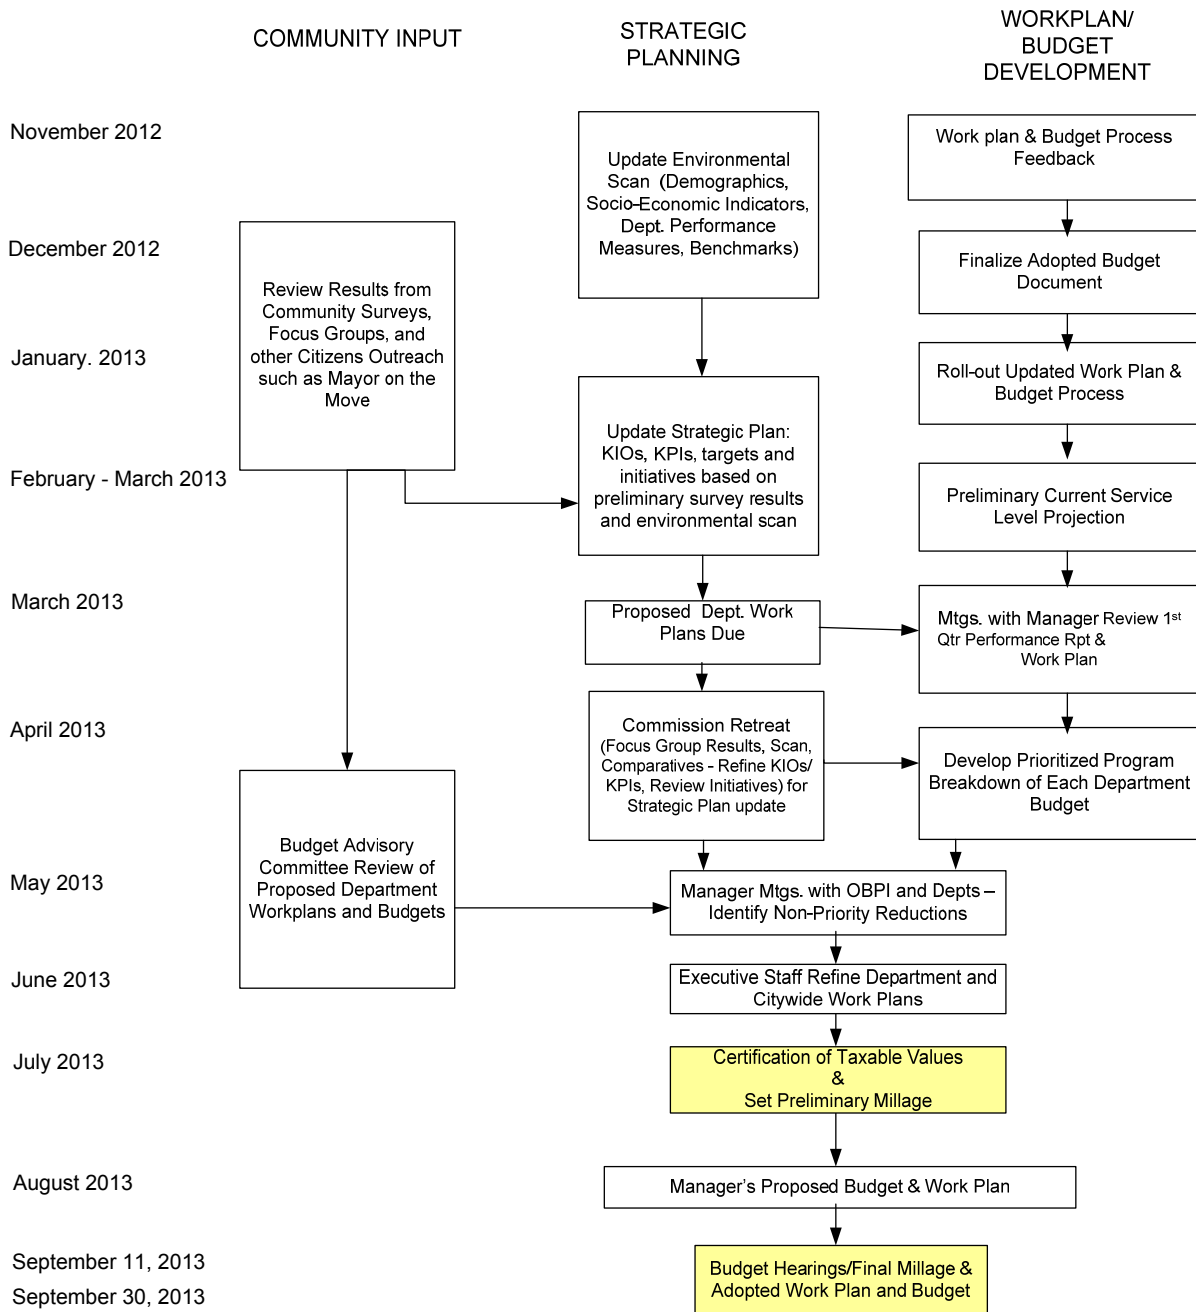 COMMUNITY INPUT
STRATEGIC
PLANNING
WORKPLAN/
BUDGET
DEVELOPMENT
November 2012
December 2012
January. 2013
February - March 2013
March 2013
April 2013
May 2013
June 2013
July 2013
August 2013
September 11, 2013
September 30, 2013
Review Results from
Community Surveys,
Focus Groups, and
other Citizens Outreach
such as Mayor on the
Move
Budget Advisory
Committee Review of
Proposed Department
Workplans and Budgets
Update Environmental
Scan (Demographics,
Socio-Economic Indicators,
Dept. Performance
Measures, Benchmarks)
Update Strategic Plan:
KIOs, KPIs, targets and
initiatives based on
preliminary survey results
and environmental scan
Proposed Dept. Work
Plans Due
Commission Retreat
(Focus Group Results, Scan,
Comparatives - Refine KIOs/
KPIs, Review Initiatives) for
Strategic Plan update
Work plan & Budget Process
Feedback
Finalize Adopted Budget
Document
Roll-out Updated Work Plan &
Budget Process
Preliminary Current Service
Level Projection
Mtgs. with Manager Review 1st
Qtr Performance Rpt &
Work Plan
Develop Prioritized Program
Breakdown of Each Department
Budget
Manager Mtgs. with OBPI and Depts –
Identify Non-Priority Reductions
Executive Staff Refine Department and
Citywide Work Plans
Certification of Taxable Values
&
Set Preliminary Millage
Manager’s Proposed Budget & Work Plan
Budget Hearings/Final Millage &
Adopted Work Plan and Budget